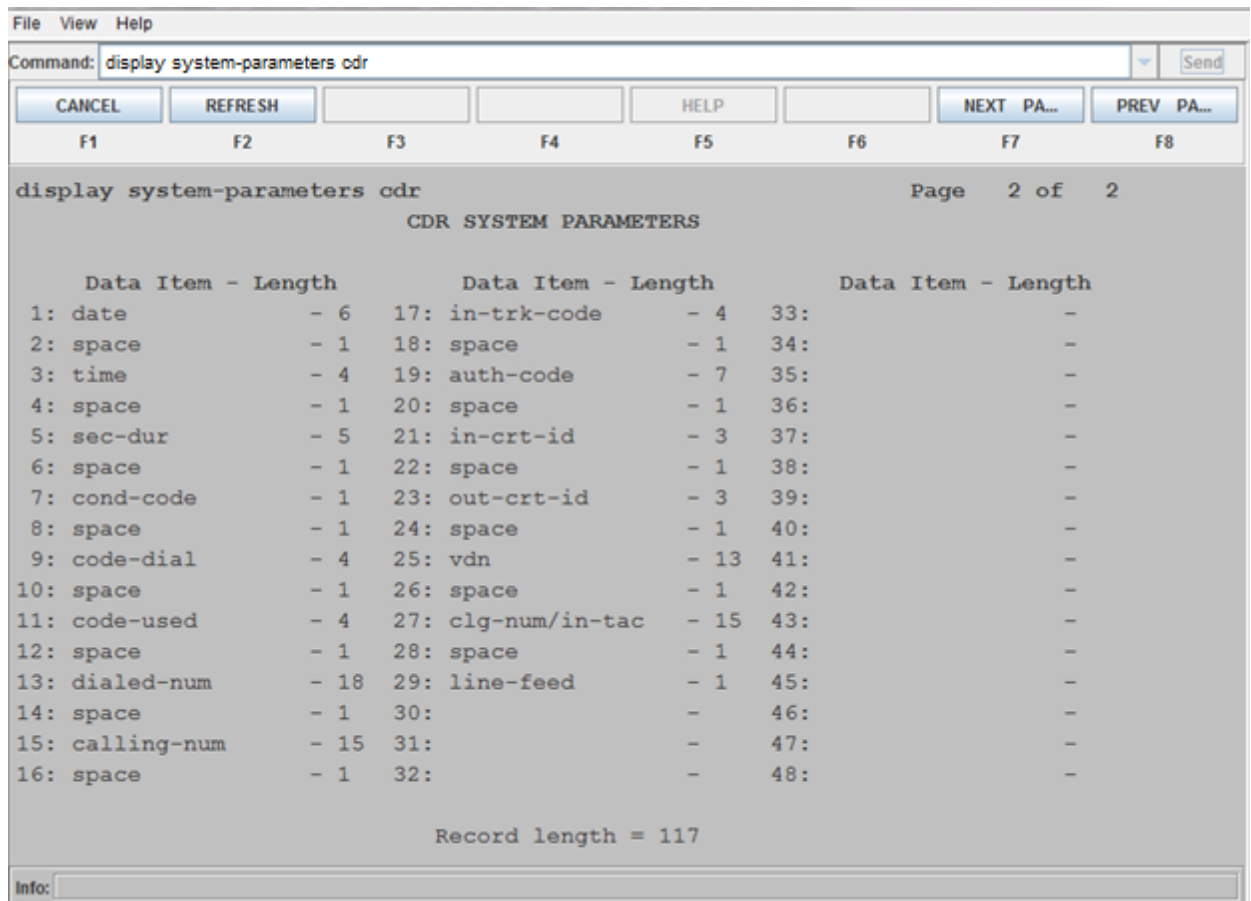 File View Help
Command: display system-parameters cdr Send
CANCEL REFRESH HELP NEXT PA... PREV PA...
F1 F2 F3 F4 F5 F6 F7 F8
display system-parameters cdr Page 2 of 2
CDR SYSTEM PARAMETERS
Data Item - Length Data Item - Length Data Item - Length
1: date - 6 17: in-trk-code - 4 33: -
2: space - 1 18: space - 1 34: -
3: time - 4 19: auth-code - 7 35: -
4: space - 1 20: space - 1 36: -
5: sec-dur - 5 21: in-crt-id - 3 37: -
6: space - 1 22: space - 1 38: -
7: cond-code - 1 23: out-crt-id - 3 39: -
8: space - 1 24: space - 1 40: -
9: code-dial - 4 25: vdn - 13 41: -
10: space - 1 26: space - 1 42: -
11: code-used - 4 27: clg-num/in-tac - 15 43: -
12: space - 1 28: space - 1 44: -
13: dialed-num - 18 29: line-feed - 1 45: -
14: space - 1 30: - 46: -
15: calling-num - 15 31: - 47: -
16: space - 1 32: - 48: -
Record length = 117
Info: